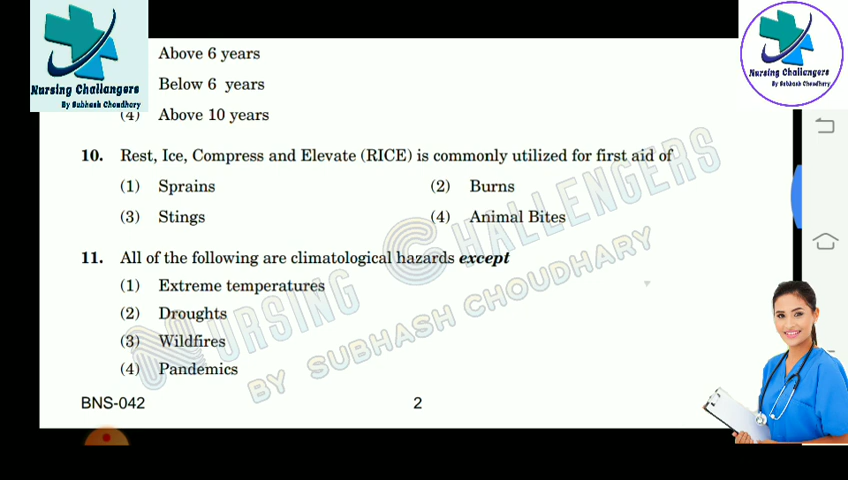 Nursing Challangers
By Subhash Choudhary
Nursing Challangers
By Subhash Choudhary
Above 6 years
Below 6 years
(4) Above 10 years
10. Rest, Ice, Compress and Elevate (RICE) is commonly utilized for first aid of
(1) Sprains (2) Burns
(3) Stings (4) Animal Bites
11. All of the following are climatological hazards except
(1) Extreme temperatures
(2) Droughts
(3) Wildfires
(4) Pandemics
NURSING CHALLENGERS
BY SUBHASH CHOUDHARY
BNS-042 2